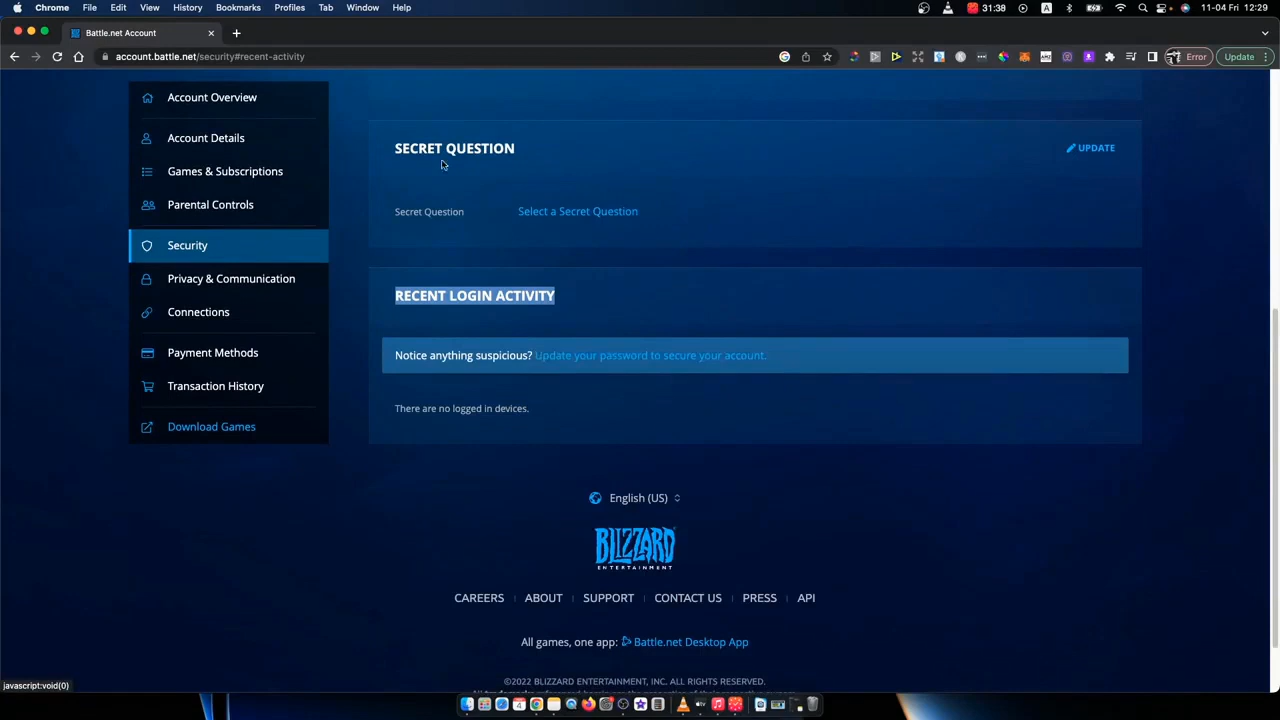 Chrome File Edit View History Bookmarks Profiles Tab Window Help 31:38 A 11-04 Fri 12:29
Battle.net Account
account.battle.net/security#recent-activity Error Update
Account Overview
Account Details
Games & Subscriptions
Parental Controls
Security
Privacy & Communication
Connections
Payment Methods
Transaction History
Download Games
SECRET QUESTION UPDATE
Secret Question Select a Secret Question
RECENT LOGIN ACTIVITY
Notice anything suspicious? Update your password to secure your account.
There are no logged in devices.
English (US)
BLIZZARD
ENTERTAINMENT
CAREERS ABOUT SUPPORT CONTACT US PRESS API
All games, one app: Battle.net Desktop App
©2022 BLIZZARD ENTERTAINMENT, INC. ALL RIGHTS RESERVED.
javascript:void(0)